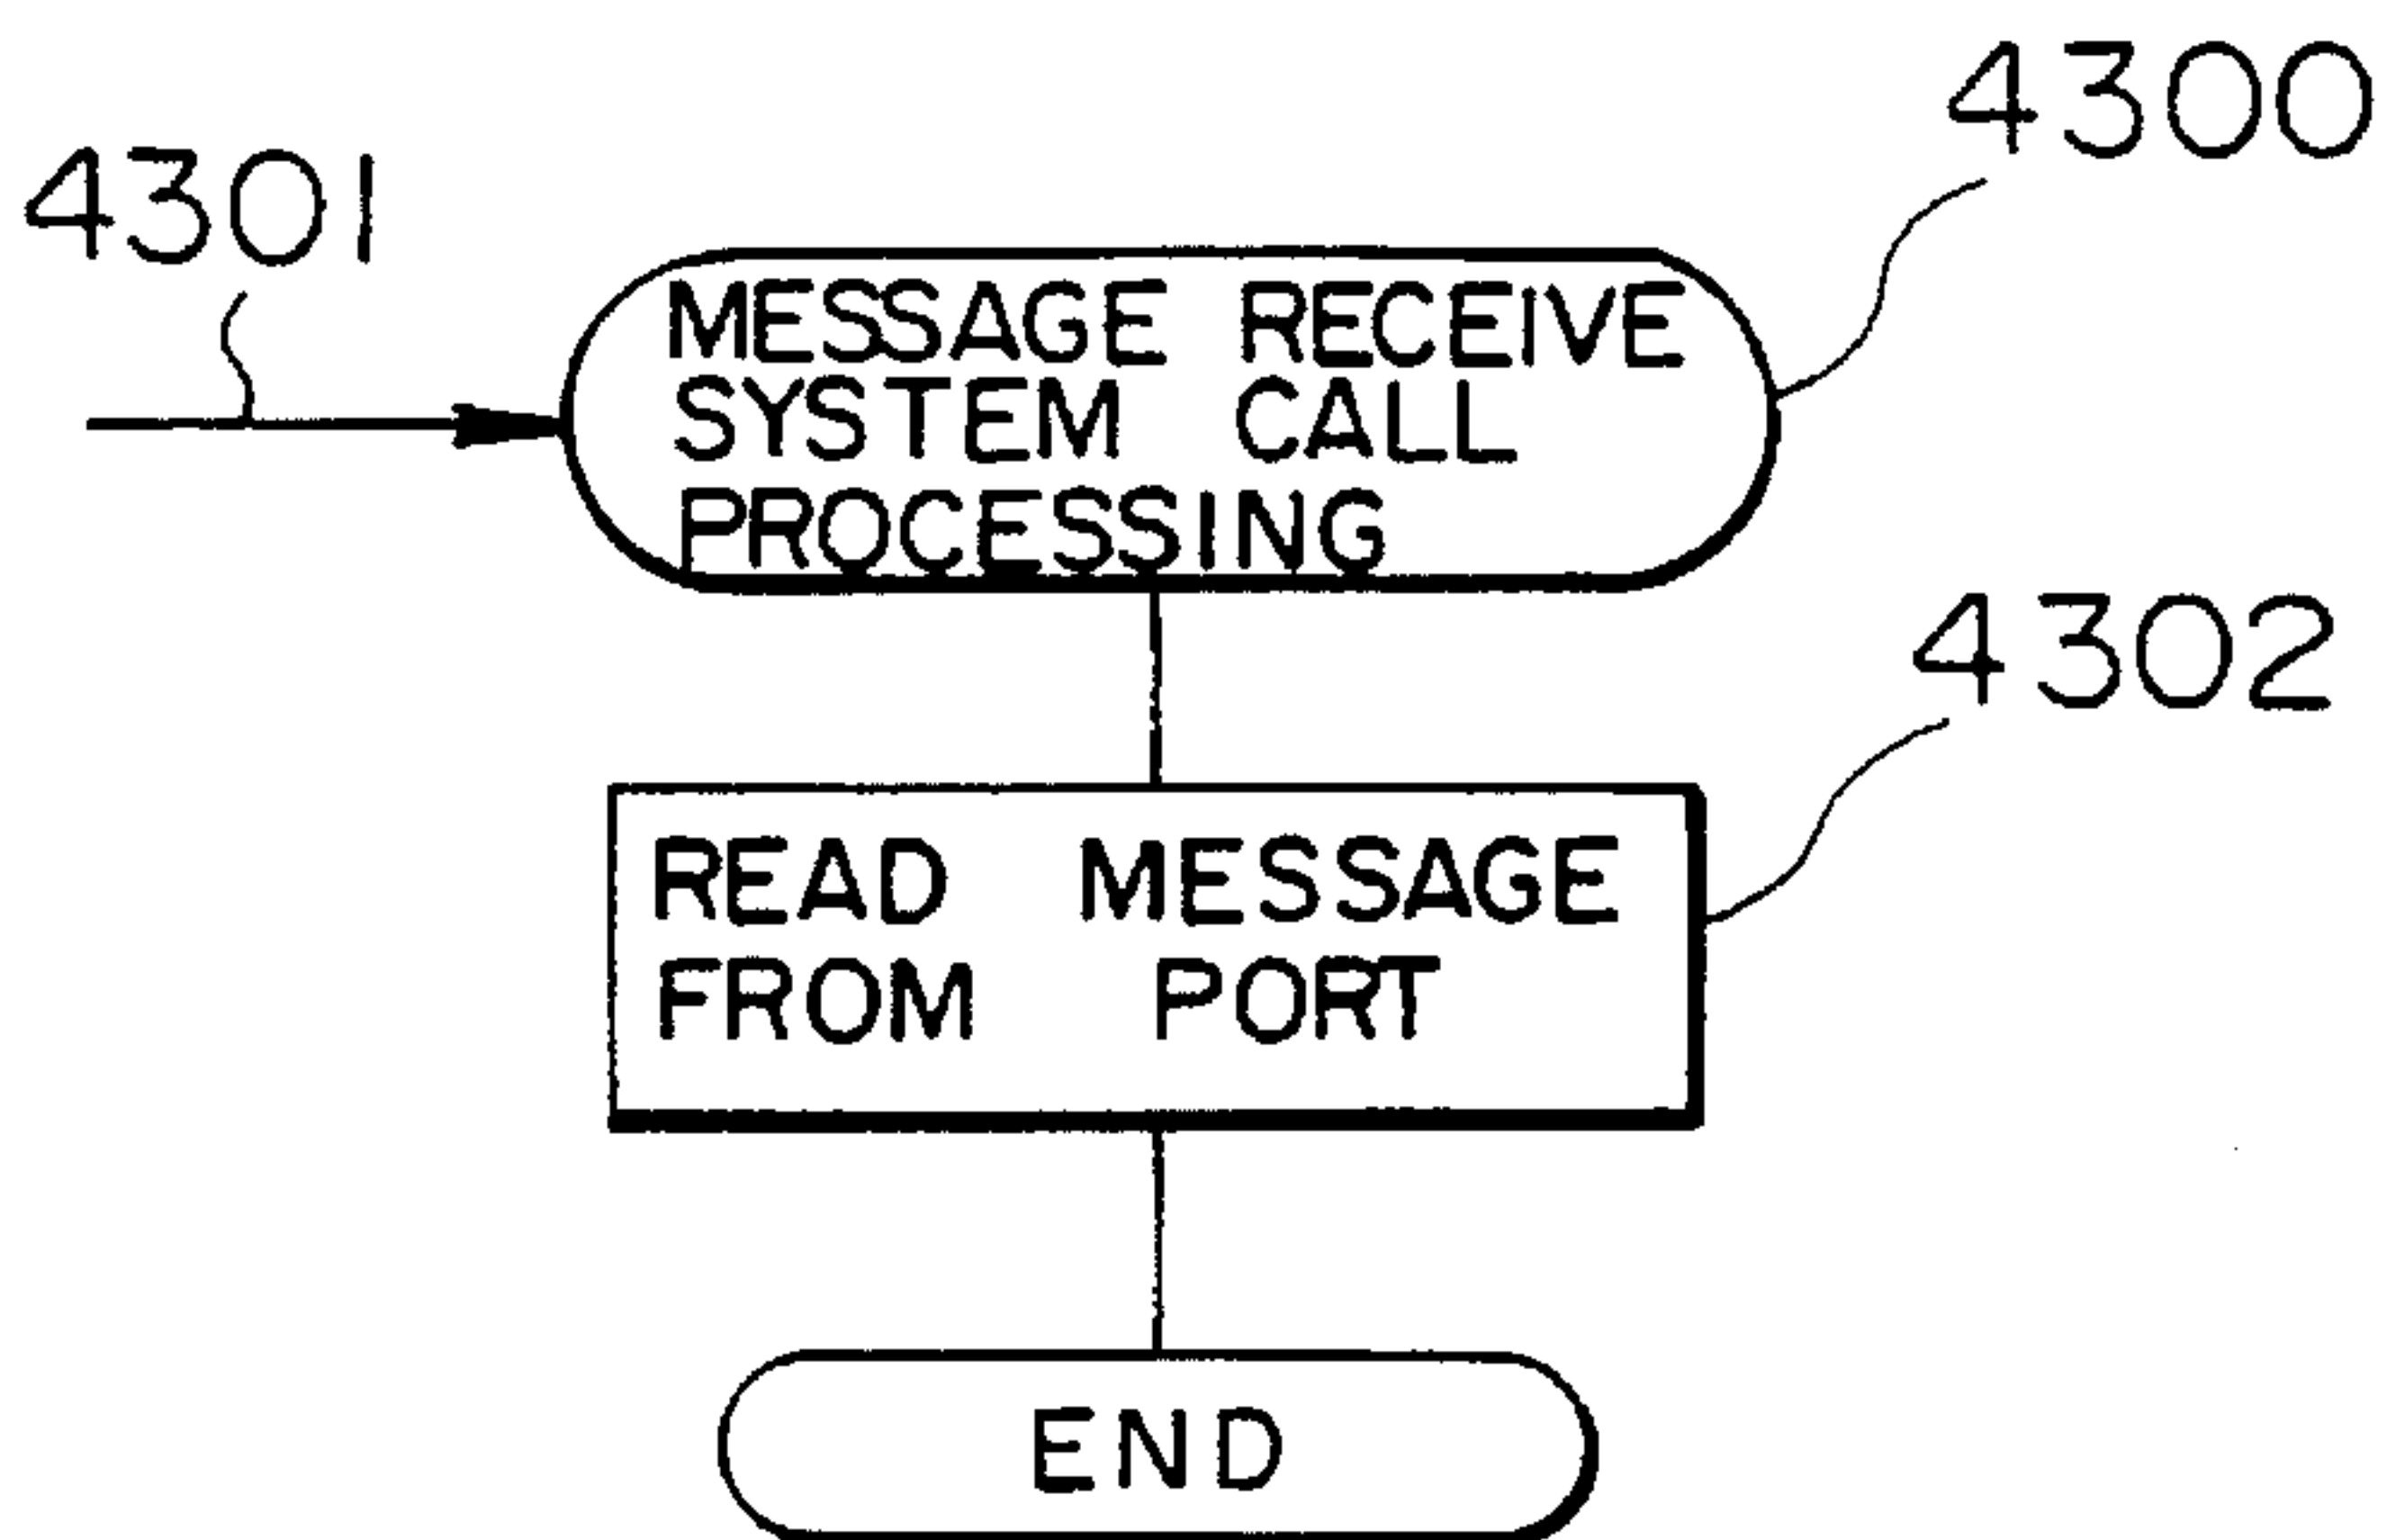 4300
4301
MESSAGE RECEIVE
SYSTEM CALL
PROCESSING
4302
READ MESSAGE
FROM PORT
END